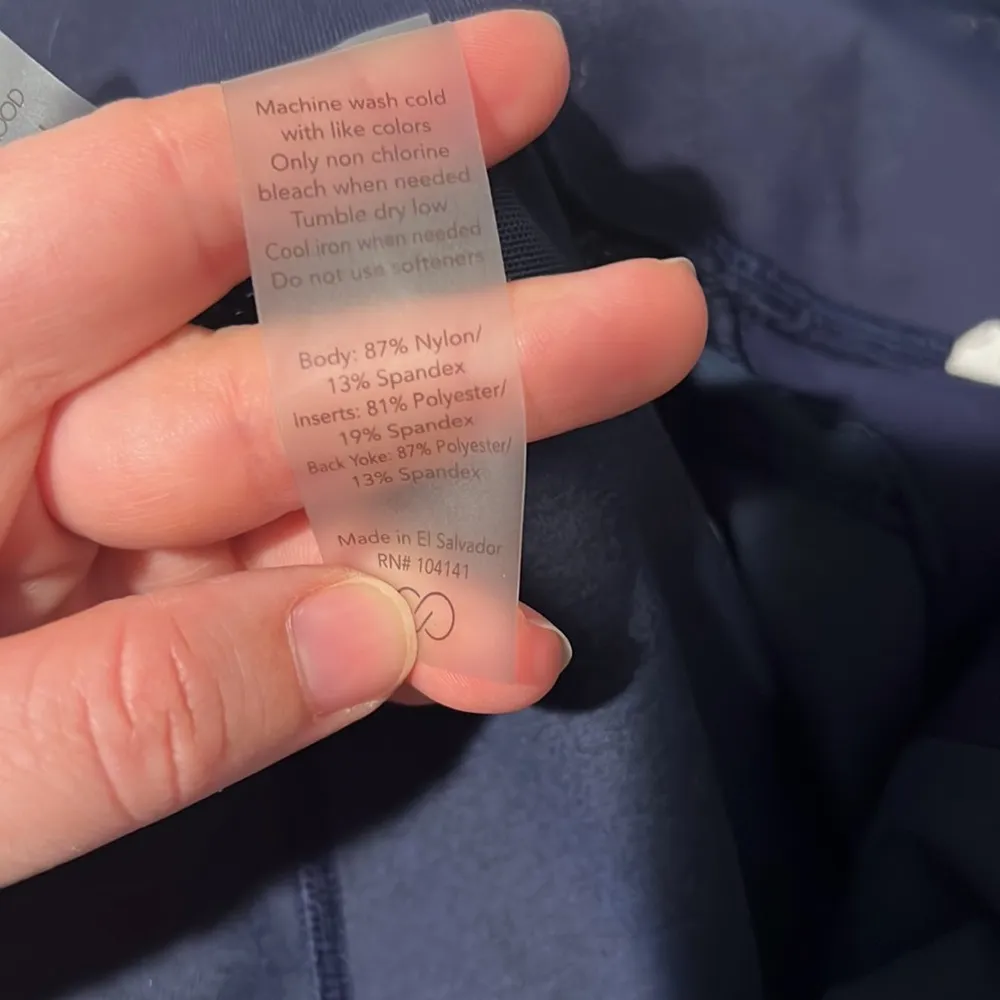 Machine wash cold
with like colors
Only non chlorine
bleach when needed
Tumble dry low
Cool iron when needed
Do not use softeners
Body: 87% Nylon/
13% Spandex
Inserts: 81% Polyester/
19% Spandex
Back Yoke: 87% Polyester/
13% Spandex
Made in El Salvador
RN# 104141